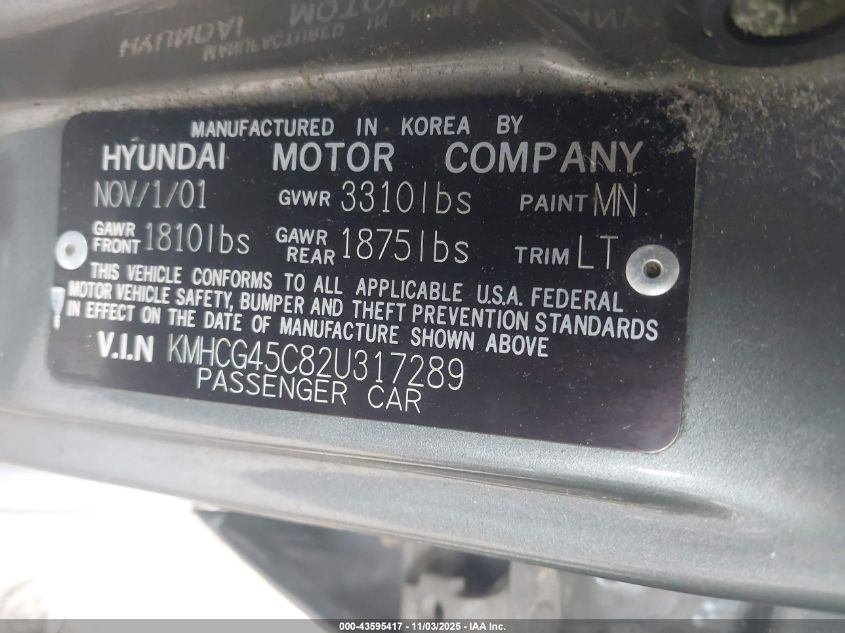 MANUFACTURED IN KOREA BY
HYUNDAI MOTOR COMPANY
NOV/1/01 GVWR 3310lbs PAINT MN
GAWR FRONT 1810lbs GAWR REAR 1875lbs TRIM LT
THIS VEHICLE CONFORMS TO ALL APPLICABLE U.S.A. FEDERAL
MOTOR VEHICLE SAFETY, BUMPER AND THEFT PREVENTION STANDARDS
IN EFFECT ON THE DATE OF MANUFACTURE SHOWN ABOVE
V.I.N KMHCG45C82U317289
PASSENGER CAR
000-43595417 - 11/03/2025 - IAA Inc.